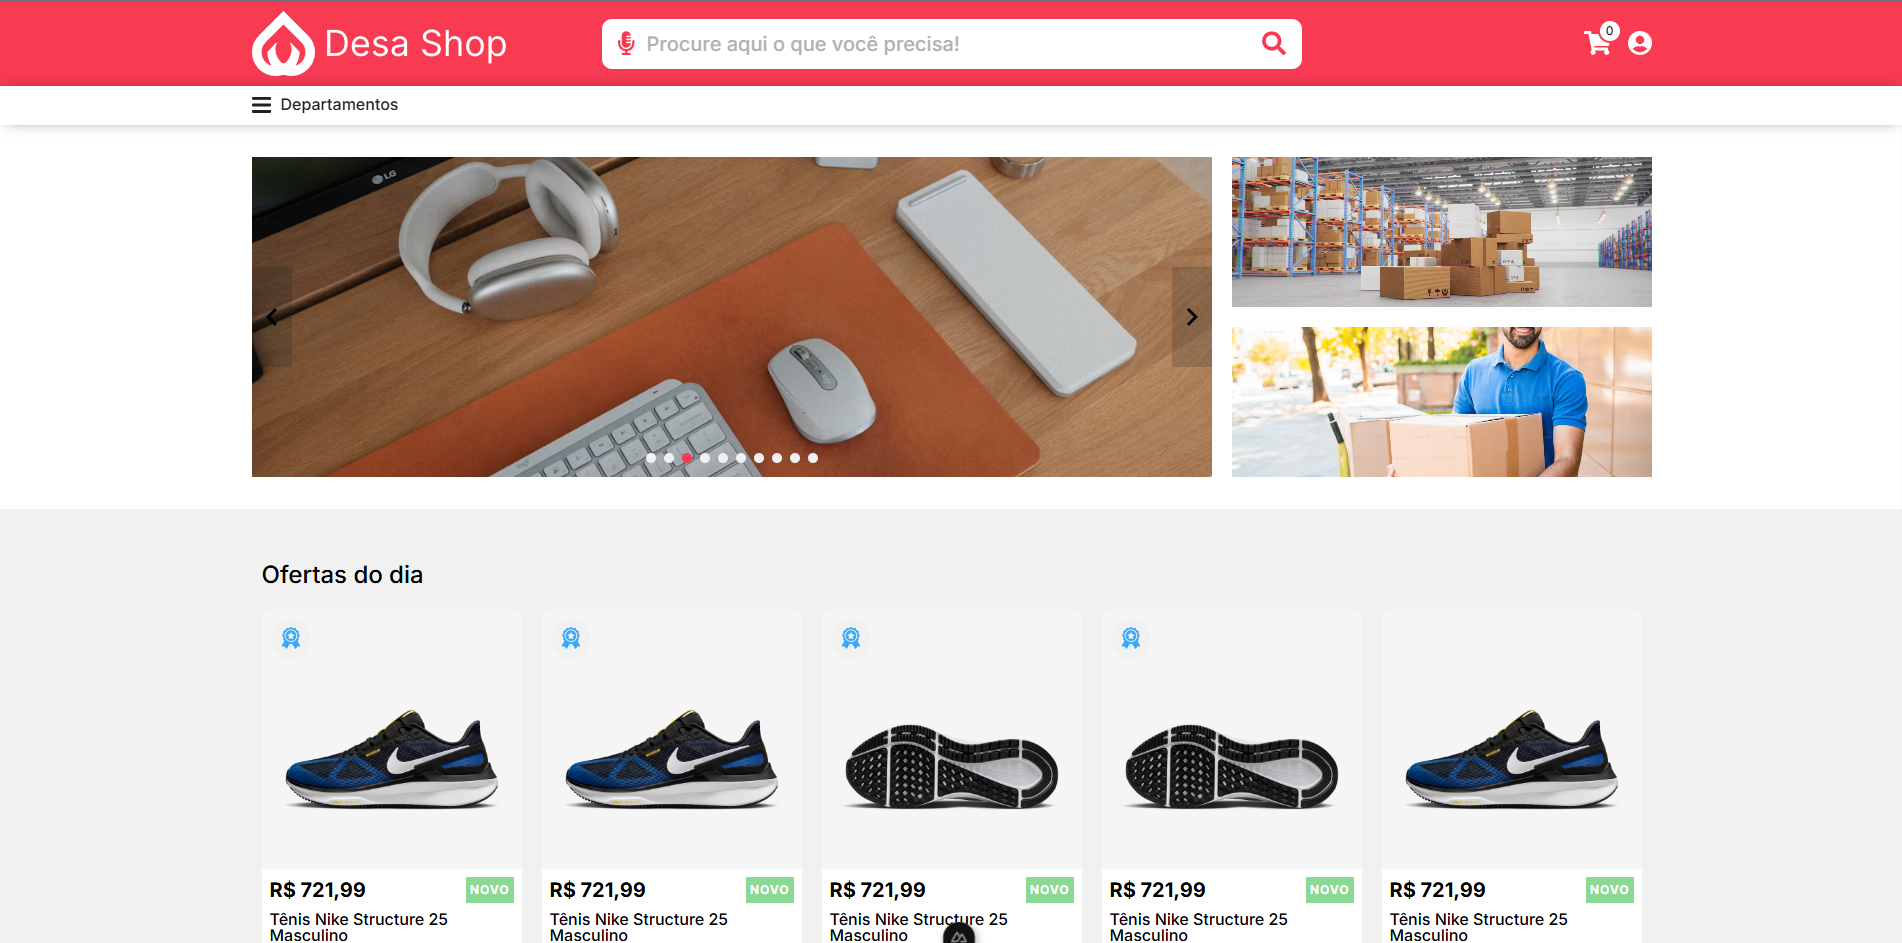 Desa Shop
Procure aqui o que você precisa!
0
Departamentos
LG
Ofertas do dia
R$ 721,99 NOVO
Tênis Nike Structure 25
Masculino
R$ 721,99 NOVO
Tênis Nike Structure 25
Masculino
R$ 721,99 NOVO
Tênis Nike Structure 25
Masculino
R$ 721,99 NOVO
Tênis Nike Structure 25
Masculino
R$ 721,99 NOVO
Tênis Nike Structure 25
Masculino